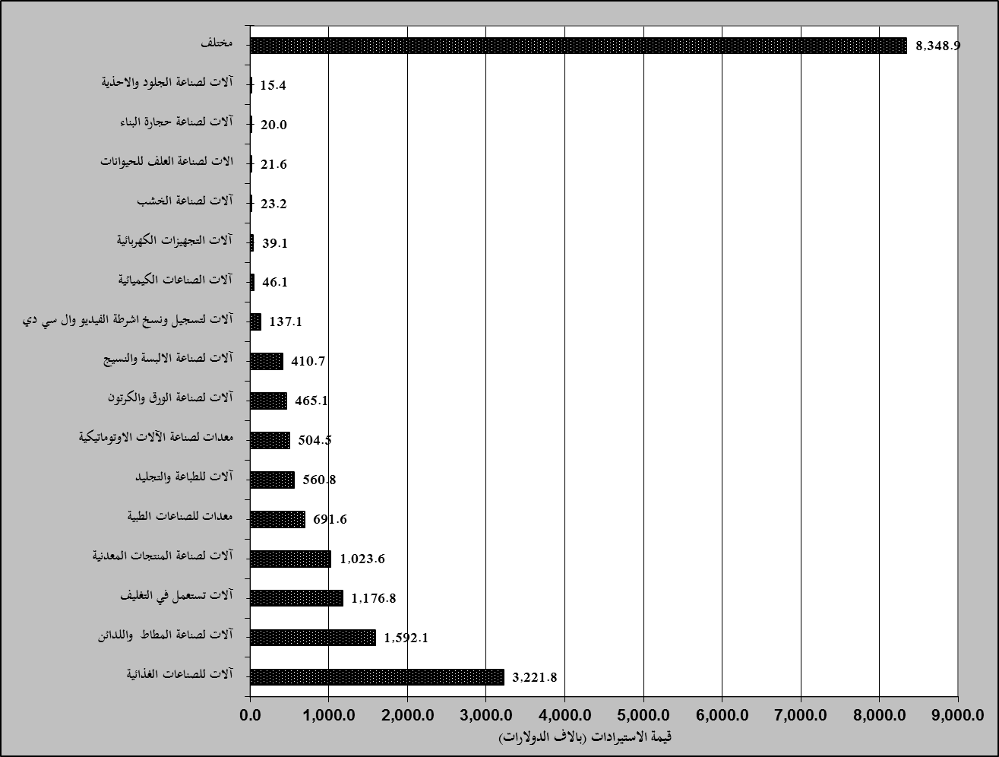 مختلف 8,348.9
آلات لصناعة الجلود والاحذية 15.4
آلات لصناعة حجارة البناء 20.0
الات لصناعة العلف للحيوانات 21.6
آلات لصناعة الخشب 23.2
آلات التجهيزات الكهربائية 39.1
آلات الصناعات الكيميائية 46.1
آلات لتسجيل ونسخ اشرطة الفيديو وال سي دي 137.1
آلات لصناعة الالبسة والنسيج 410.7
آلات لصناعة الورق والكرتون 465.1
معدات لصناعة الآلات الاوتوماتيكية 504.5
آلات للطباعة والتجليد 560.8
معدات للصناعات الطبية 691.6
آلات لصناعة المنتجات المعدنية 1,023.6
آلات تستعمل في التغليف 1,176.8
آلات لصناعة المطاط واللدائن 1,592.1
آلات للصناعات الغذائية 3,221.8
0.0 1,000.0 2,000.0 3,000.0 4,000.0 5,000.0 6,000.0 7,000.0 8,000.0 9,000.0
قيمة الاستيرادات (بالاف الدولارات)